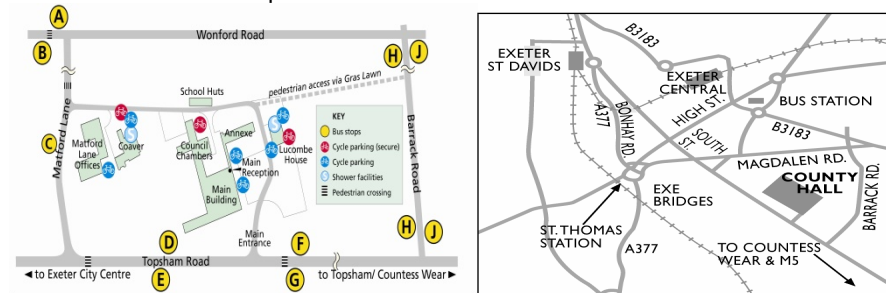 A
Wonford Road
B
H
J
pedestrian access via Gras Lawn
School Huts
Matford Lane
C
Matford
Lane
Offices
Coaver
S
Council
Chambers
Annexe
S
Lucombe
House
Main
Reception
Main
Building
Barrack Road
KEY
Bus stops
Cycle parking (secure)
Cycle parking
S Shower facilities
Pedestrian crossing
H
J
D
Main
Entrance
F
Topsham Road
E
G
to Exeter City Centre
to Topsham/ Countess Wear
B3183
EXETER
ST DAVIDS
EXETER
CENTRAL
A377
BONHAY RD.
HIGH ST.
BUS STATION
SOUTH
ST.
B3183
MAGDALEN RD.
COUNTY
HALL
BARRACK RD.
EXE
BRIDGES
ST. THOMAS
STATION
A377
TO COUNTESS
WEAR & M5